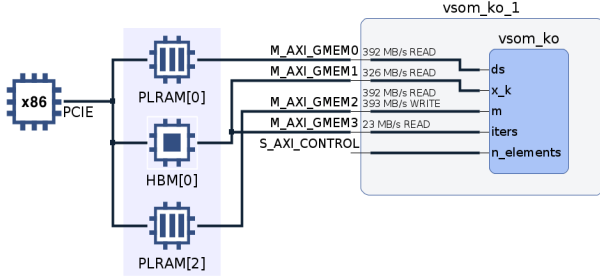 vsom_ko_1
vsom_ko
x86
PCIE
PLRAM[0]
HBM[0]
PLRAM[2]
M_AXI_GMEM0
M_AXI_GMEM1
M_AXI_GMEM2
M_AXI_GMEM3
S_AXI_CONTROL
392 MB/s READ
326 MB/s READ
392 MB/s READ
393 MB/s WRITE
23 MB/s READ
ds
x_k
m
iters
n_elements